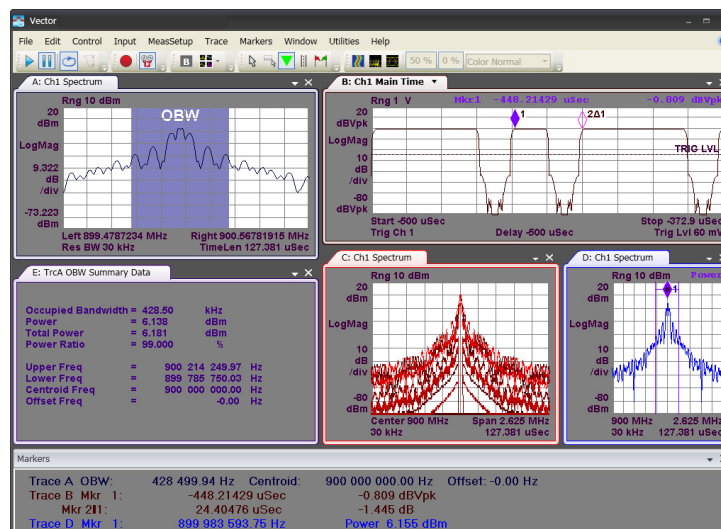 Vector
File Edit Control Input MeasSetup Trace Markers Window Utilities Help
B 50 % 0 % Color Normal
A: Ch1 Spectrum
Rng 10 dBm
20
dBm
OBW
LogMag
9.322
dB
/div
-73.223
dBm
Left 899.4787234 MHz Right 900.56781915 MHz
Res BW 30 kHz TimeLen 127.381 uSec
B: Ch1 Main Time
Rng 1 V Mkr1 -448.21429 uSec -0.809 dBVpk
20
dBVpk
1 2Δ1
LogMag
TRIG LVL
10
dB
/div
-80
dBVpk
Start -500 uSec Stop -372.9 uSec
Trig Ch 1 Delay -500 uSec Trig Lvl 60 mV
E: TrcA OBW Summary Data
Occupied Bandwidth = 428.50 kHz
Power = 6.138 dBm
Total Power = 6.181 dBm
Power Ratio = 99.000 %
Upper Freq = 900 214 249.97 Hz
Lower Freq = 899 785 750.03 Hz
Centroid Freq = 900 000 000.00 Hz
Offset Freq = -0.00 Hz
C: Ch1 Spectrum
Rng 10 dBm
20
dBm
LogMag
10
dB
/div
-80
dBm
Center 900 MHz Span 2.625 MHz
30 kHz 127.381 uSec
D: Ch1 Spectrum
Rng 10 dBm Power
20
dBm
1
LogMag
10
dB
/div
-80
dBm
900 MHz 2.625 MHz
30 kHz 127.381 uSec
Markers
Trace A OBW: 428 499.94 Hz Centroid: 900 000 000.00 Hz Offset: -0.00 Hz
Trace B Mkr 1: -448.21429 uSec -0.809 dBVpk
Mkr 2 1: 24.40476 uSec -1.445 dB
Trace D Mkr 1: 899 983 593.75 Hz Power 6.155 dBm